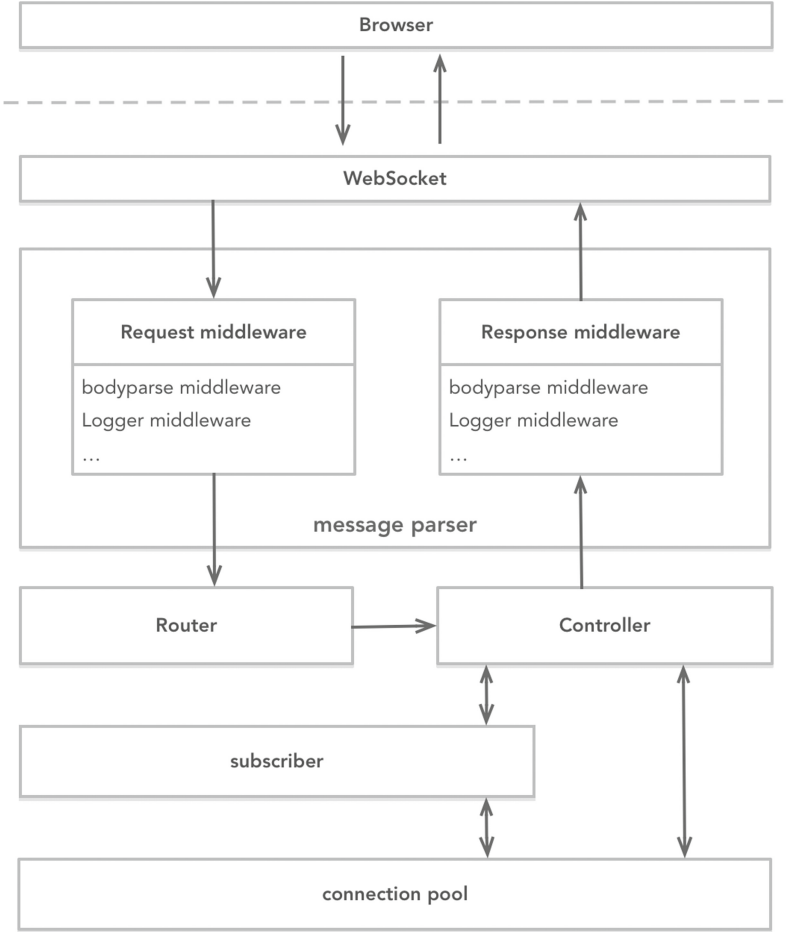 Browser
WebSocket
Request middleware
bodyparse middleware
Logger middleware
...
Response middleware
bodyparse middleware
Logger middleware
...
message parser
Router
Controller
subscriber
connection pool